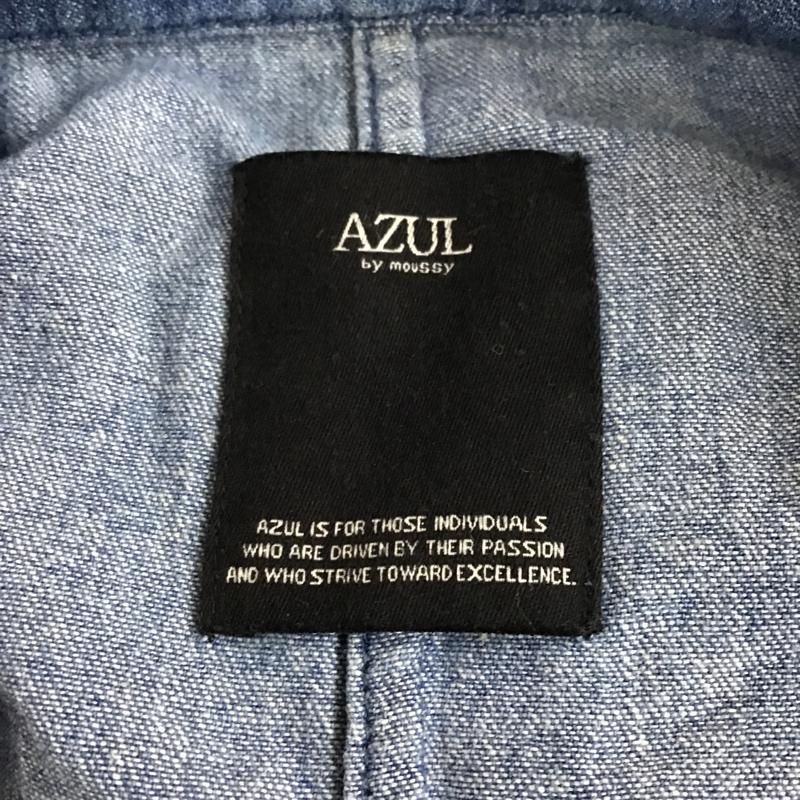 AZUL
by moussy
AZUL IS FOR THOSE INDIVIDUALS
WHO ARE DRIVEN BY THEIR PASSION
AND WHO STRIVE TOWARD EXCELLENCE.